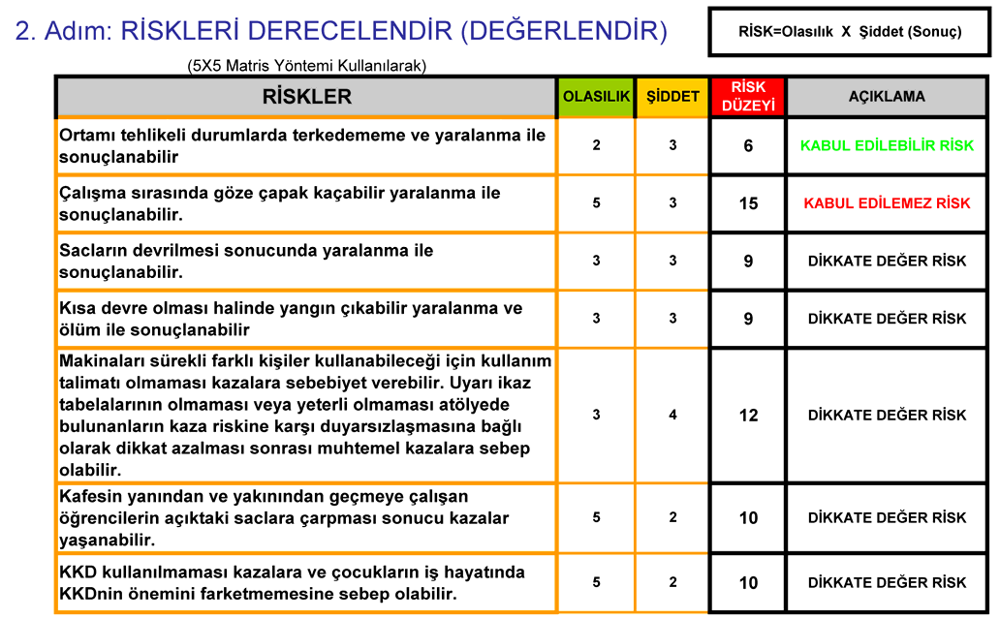 2. Adım: RİSKLERİ DERECELENDİR (DEĞERLENDİR)
RİSK=Olasılık X Şiddet (Sonuç)
(5X5 Matris Yöntemi Kullanılarak)
RİSKLER OLASILIK ŞİDDET RİSK DÜZEYİ AÇIKLAMA
Ortamı tehlikeli durumlarda terkedememe ve yaralanma ile
sonuçlanabilir
2 3 6 KABUL EDİLEBİLİR RİSK
Çalışma sırasında göze çapak kaçabilir yaralanma ile
sonuçlanabilir.
5 3 15 KABUL EDİLEMEZ RİSK
Sacların devrilmesi sonucunda yaralanma ile
sonuçlanabilir.
3 3 9 DİKKATE DEĞER RİSK
Kısa devre olması halinde yangın çıkabilir yaralanma ve
ölüm ile sonuçlanabilir
3 3 9 DİKKATE DEĞER RİSK
Makinaları sürekli farklı kişiler kullanabileceği için kullanım
talimatı olmaması kazalara sebebiyet verebilir. Uyarı ikaz
tabelalarının olmaması veya yeterli olmaması atölyede
bulunanların kaza riskine karşı duyarsızlaşmasına bağlı
olarak dikkat azalması sonrası muhtemel kazalara sebep
olabilir.
3 4 12 DİKKATE DEĞER RİSK
Kafesin yanından ve yakınından geçmeye çalışan
öğrencilerin açıktaki saclara çarpması sonucu kazalar
yaşanabilir.
5 2 10 DİKKATE DEĞER RİSK
KKD kullanılmaması kazalara ve çocukların iş hayatında
KKDnin önemini farketmemesine sebep olabilir.
5 2 10 DİKKATE DEĞER RİSK